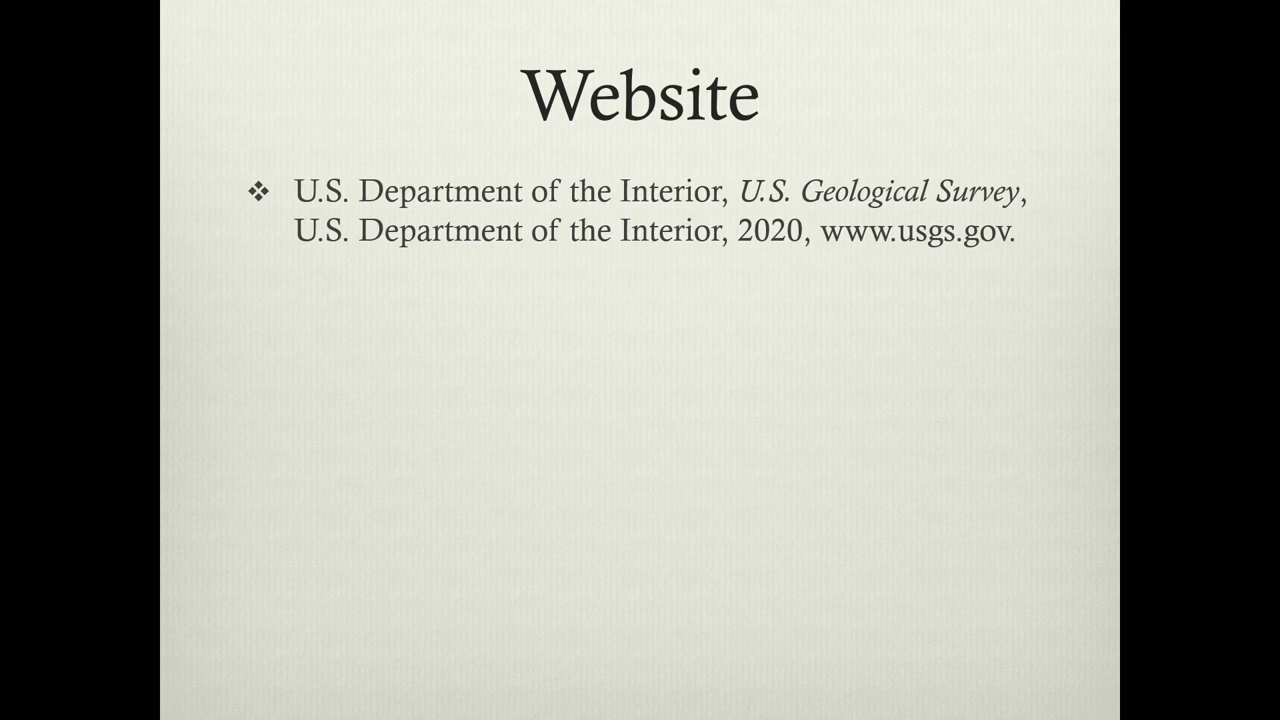 Website
❖ U.S. Department of the Interior, U.S. Geological Survey,
U.S. Department of the Interior, 2020, www.usgs.gov.